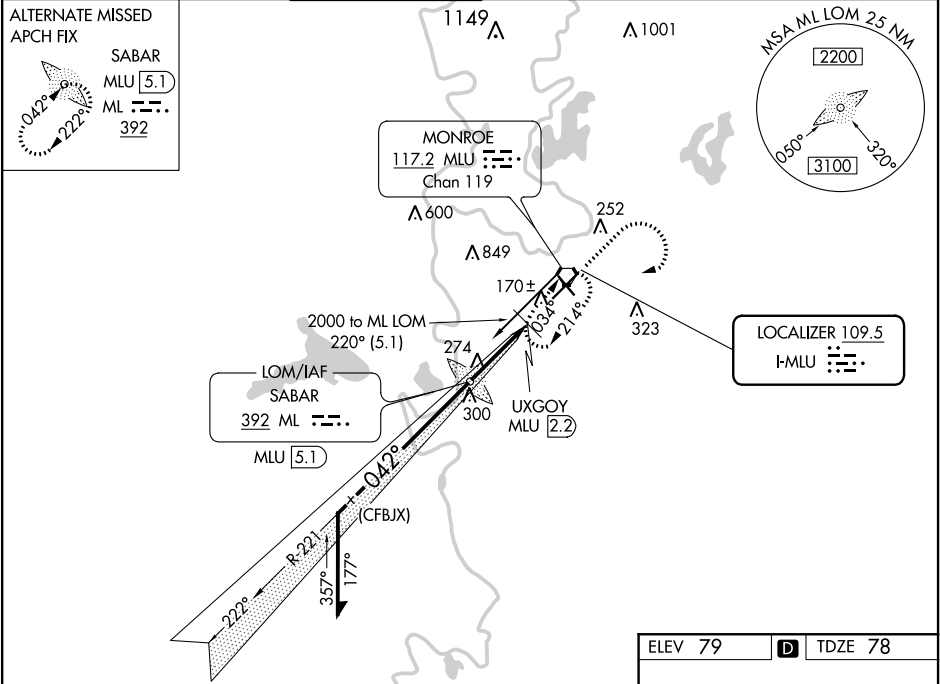 ALTERNATE MISSED
APCH FIX
SABAR
MLU 5.1
ML
392
042°
222°
1149
1001
MSA ML LOM 25 NM
2200
050°
320°
3100
MONROE
117.2 MLU
Chan 119
600
849
252
170 ±
034°
214°
323
2000 to ML LOM
220° (5.1)
274
LOCALIZER 109.5
I-MLU
LOM/IAF
SABAR
392 ML
MLU 5.1
300
UXGOY
MLU 2.2
042°
(CFBJX)
R-221
222°
357°
177°
ELEV 79 D TDZE 78